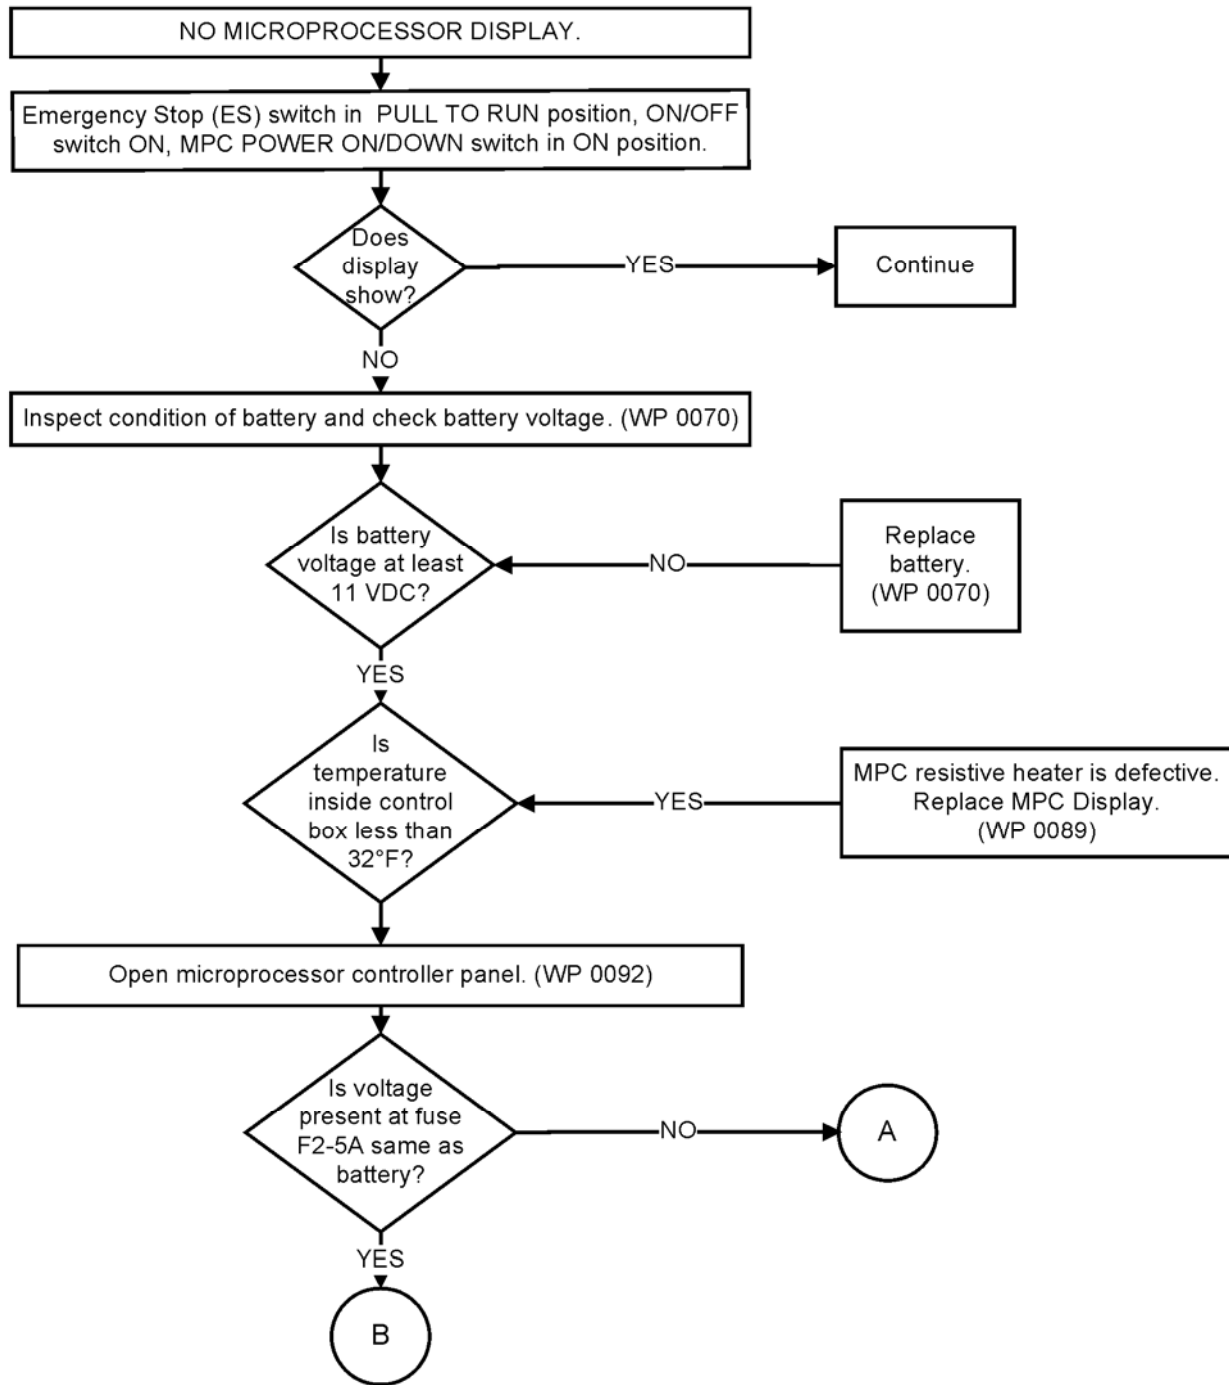 NO MICROPROCESSOR DISPLAY.
Emergency Stop (ES) switch in PULL TO RUN position, ON/OFF
switch ON, MPC POWER ON/DOWN switch in ON position.
Does
display
show?
YES
Continue
NO
Inspect condition of battery and check battery voltage. (WP 0070)
Is battery
voltage at least
11 VDC?
NO
Replace
battery.
(WP 0070)
YES
Is
temperature
inside control
box less than
32°F?
YES
MPC resistive heater is defective.
Replace MPC Display.
(WP 0089)
Open microprocessor controller panel. (WP 0092)
Is voltage
present at fuse
F2-5A same as
battery?
NO
A
YES
B